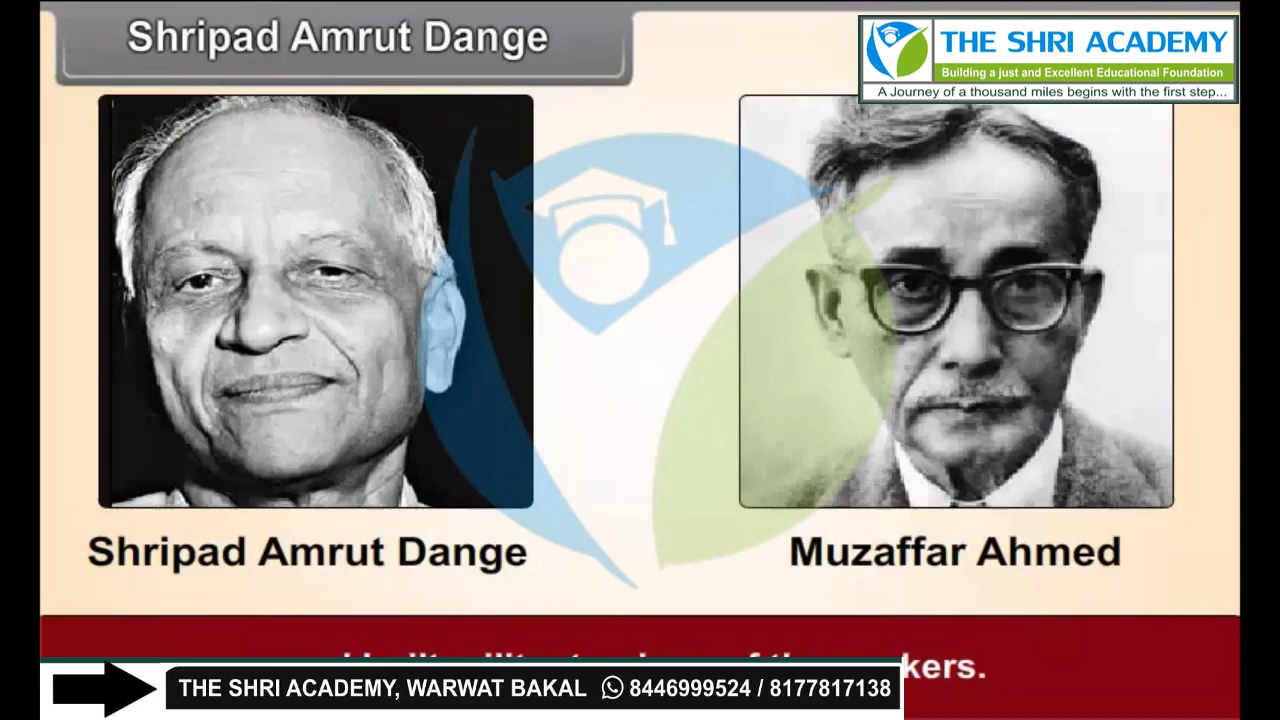 Shripad Amrut Dange
THE SHRI ACADEMY
Building a just and Excellent Educational Foundation
A Journey of a thousand miles begins with the first step...
Shripad Amrut Dange
Muzaffar Ahmed
THE SHRI ACADEMY, WARWAT BAKAL 8446999524 / 8177817138